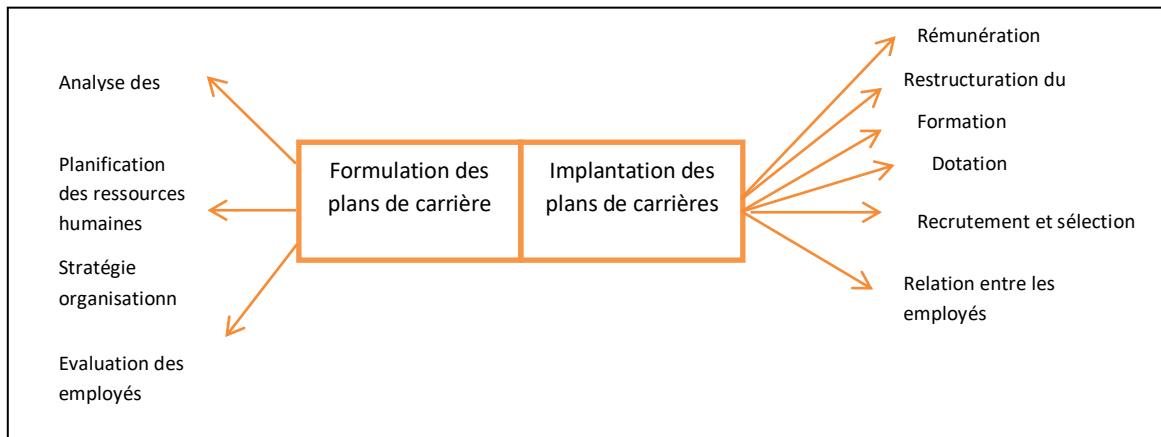 Analyse des
Planification
des ressources
humaines
Stratégie
organisationn
Evaluation des
employés
Formulation des
plans de carrière
Implantation des
plans de carrières
Rémunération
Restructuration du
Formation
Dotation
Recrutement et sélection
Relation entre les
employés